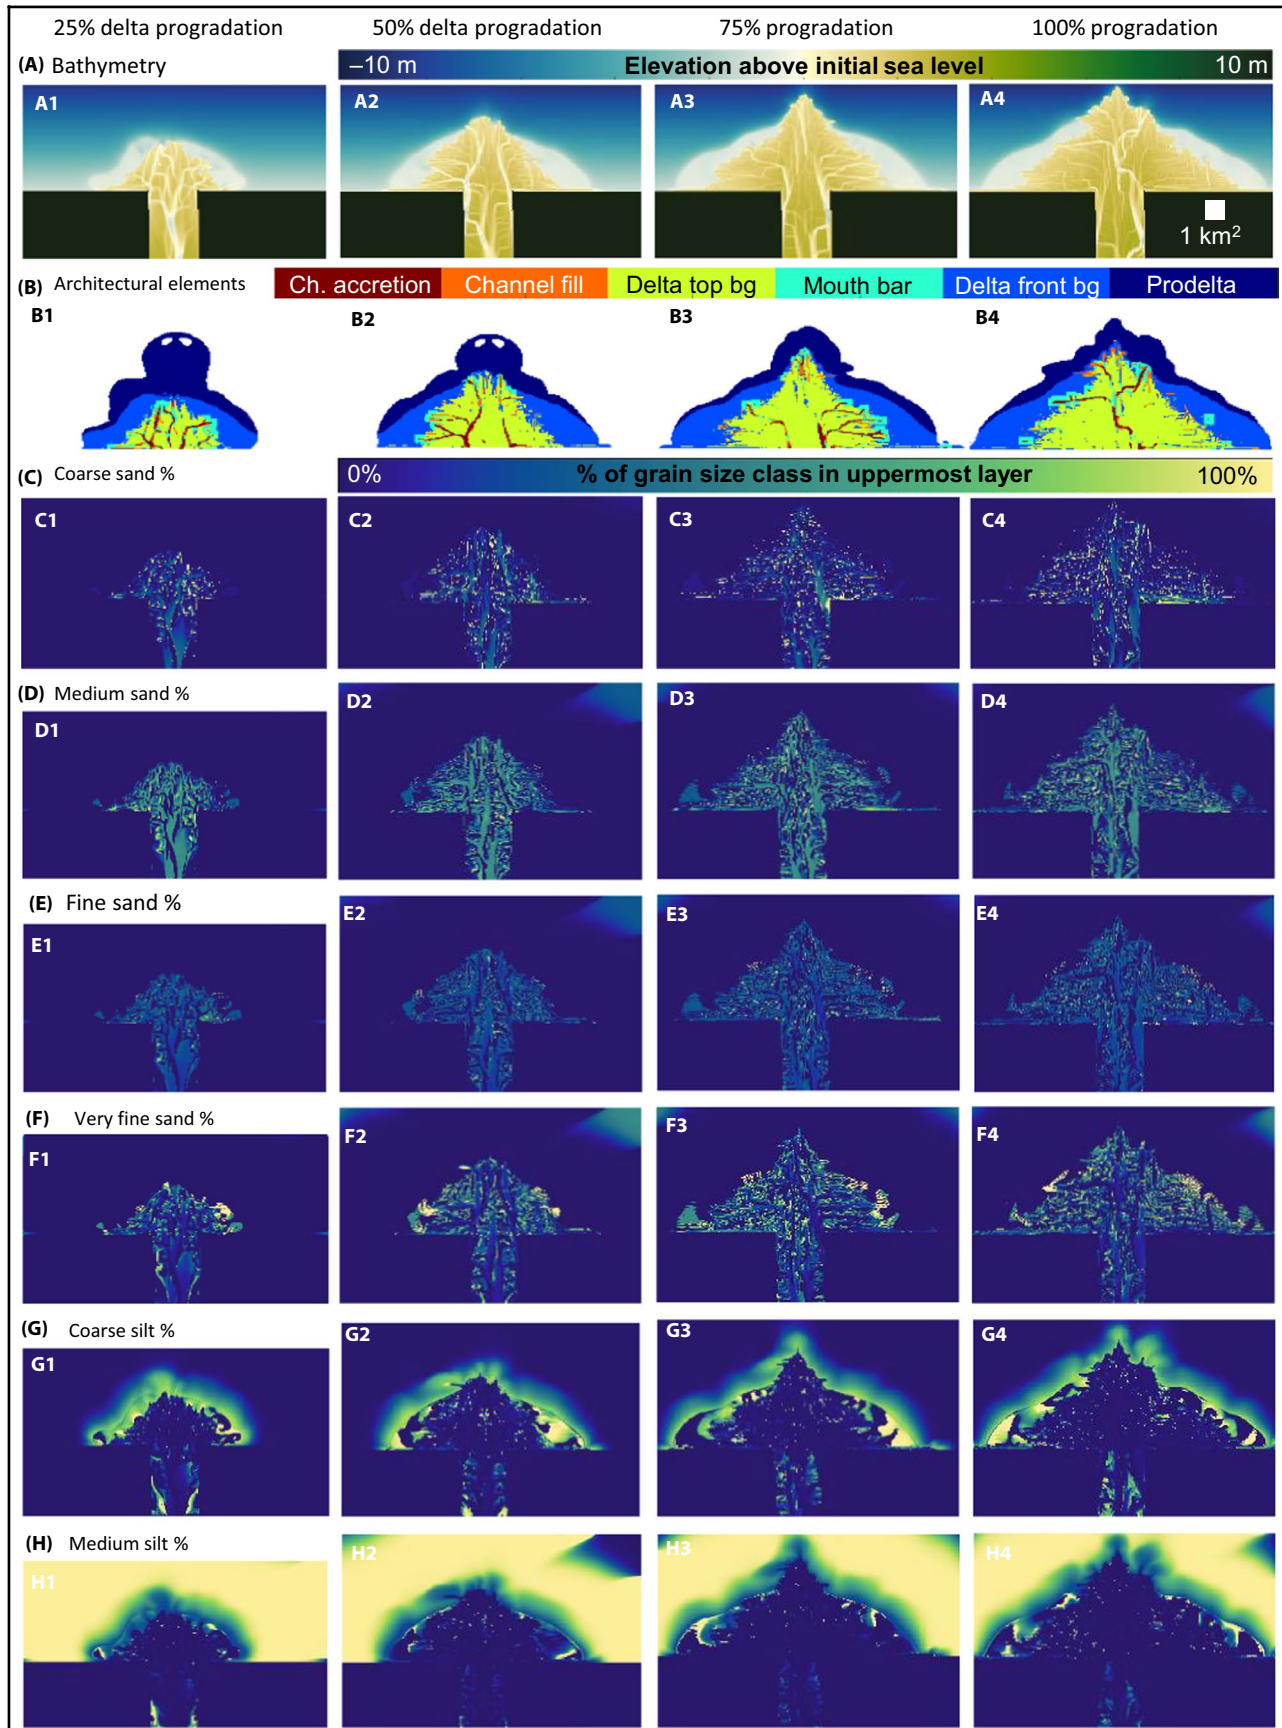 25% delta progradation 50% delta progradation 75% progradation 100% progradation
(A) Bathymetry
–10 m Elevation above initial sea level 10 m
A1 A2 A3 A4
1 km²
(B) Architectural elements
Ch. accretion Channel fill Delta top bg Mouth bar Delta front bg Prodelta
B1 B2 B3 B4
(C) Coarse sand %
0% % of grain size class in uppermost layer 100%
C1 C2 C3 C4
(D) Medium sand %
D1 D2 D3 D4
(E) Fine sand %
E1 E2 E3 E4
(F) Very fine sand %
F1 F2 F3 F4
(G) Coarse silt %
G1 G2 G3 G4
(H) Medium silt %
H1 H2 H3 H4